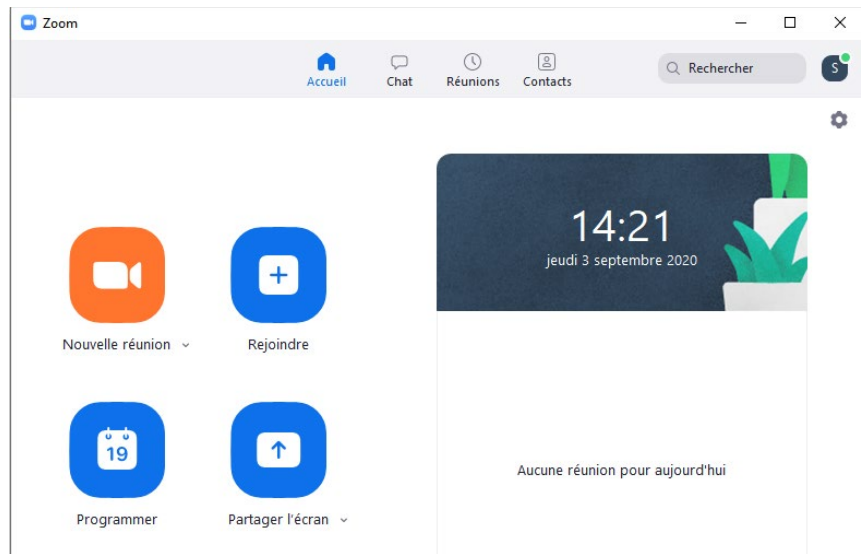 Zoom
Accueil
Chat
Réunions
Contacts
Rechercher
S
14:21
jeudi 3 septembre 2020
Nouvelle réunion
Rejoindre
19
Programmer
Partager l'écran
Aucune réunion pour aujourd'hui